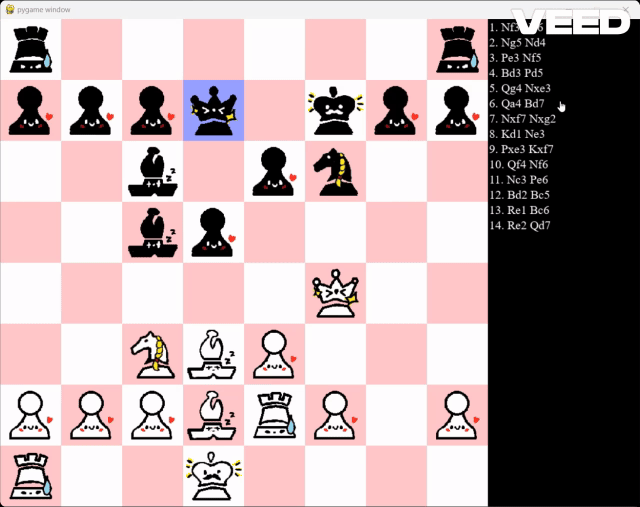 pygame window
VEED
1. Nf3
2. Ng5 Nd4
3. Pe3 Nf5
4. Bd3 Pd5
5. Qg4 Nxe3
6. Qa4 Bd7
7. Nxf7 Nxg2
8. Kd1 Ne3
9. Pxe3 Kxf7
10. Qf4 Nf6
11. Nc3 Pe6
12. Bd2 Bc5
13. Re1 Bc6
14. Re2 Qd7